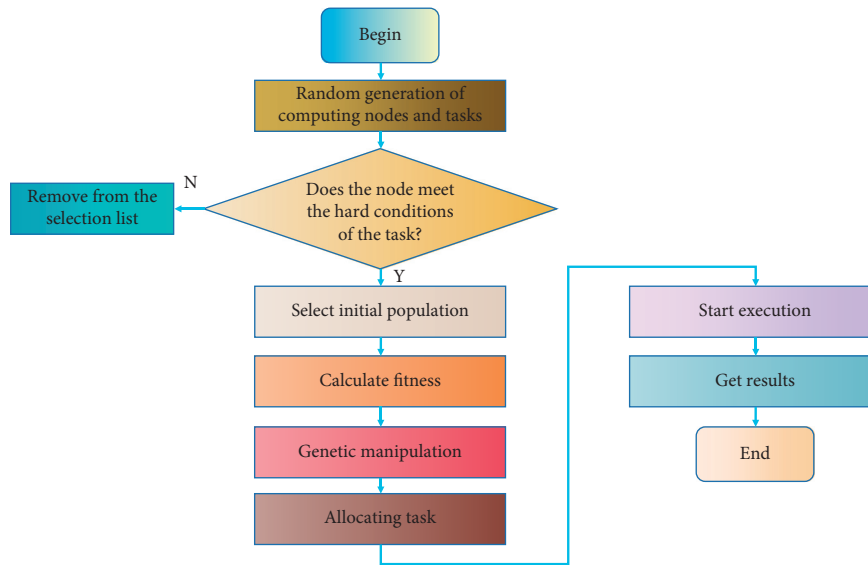 Begin
Random generation of
computing nodes and tasks
N
Remove from the
selection list
Does the node meet
the hard conditions
of the task?
Y
Select initial population
Calculate fitness
Genetic manipulation
Allocating task
Start execution
Get results
End